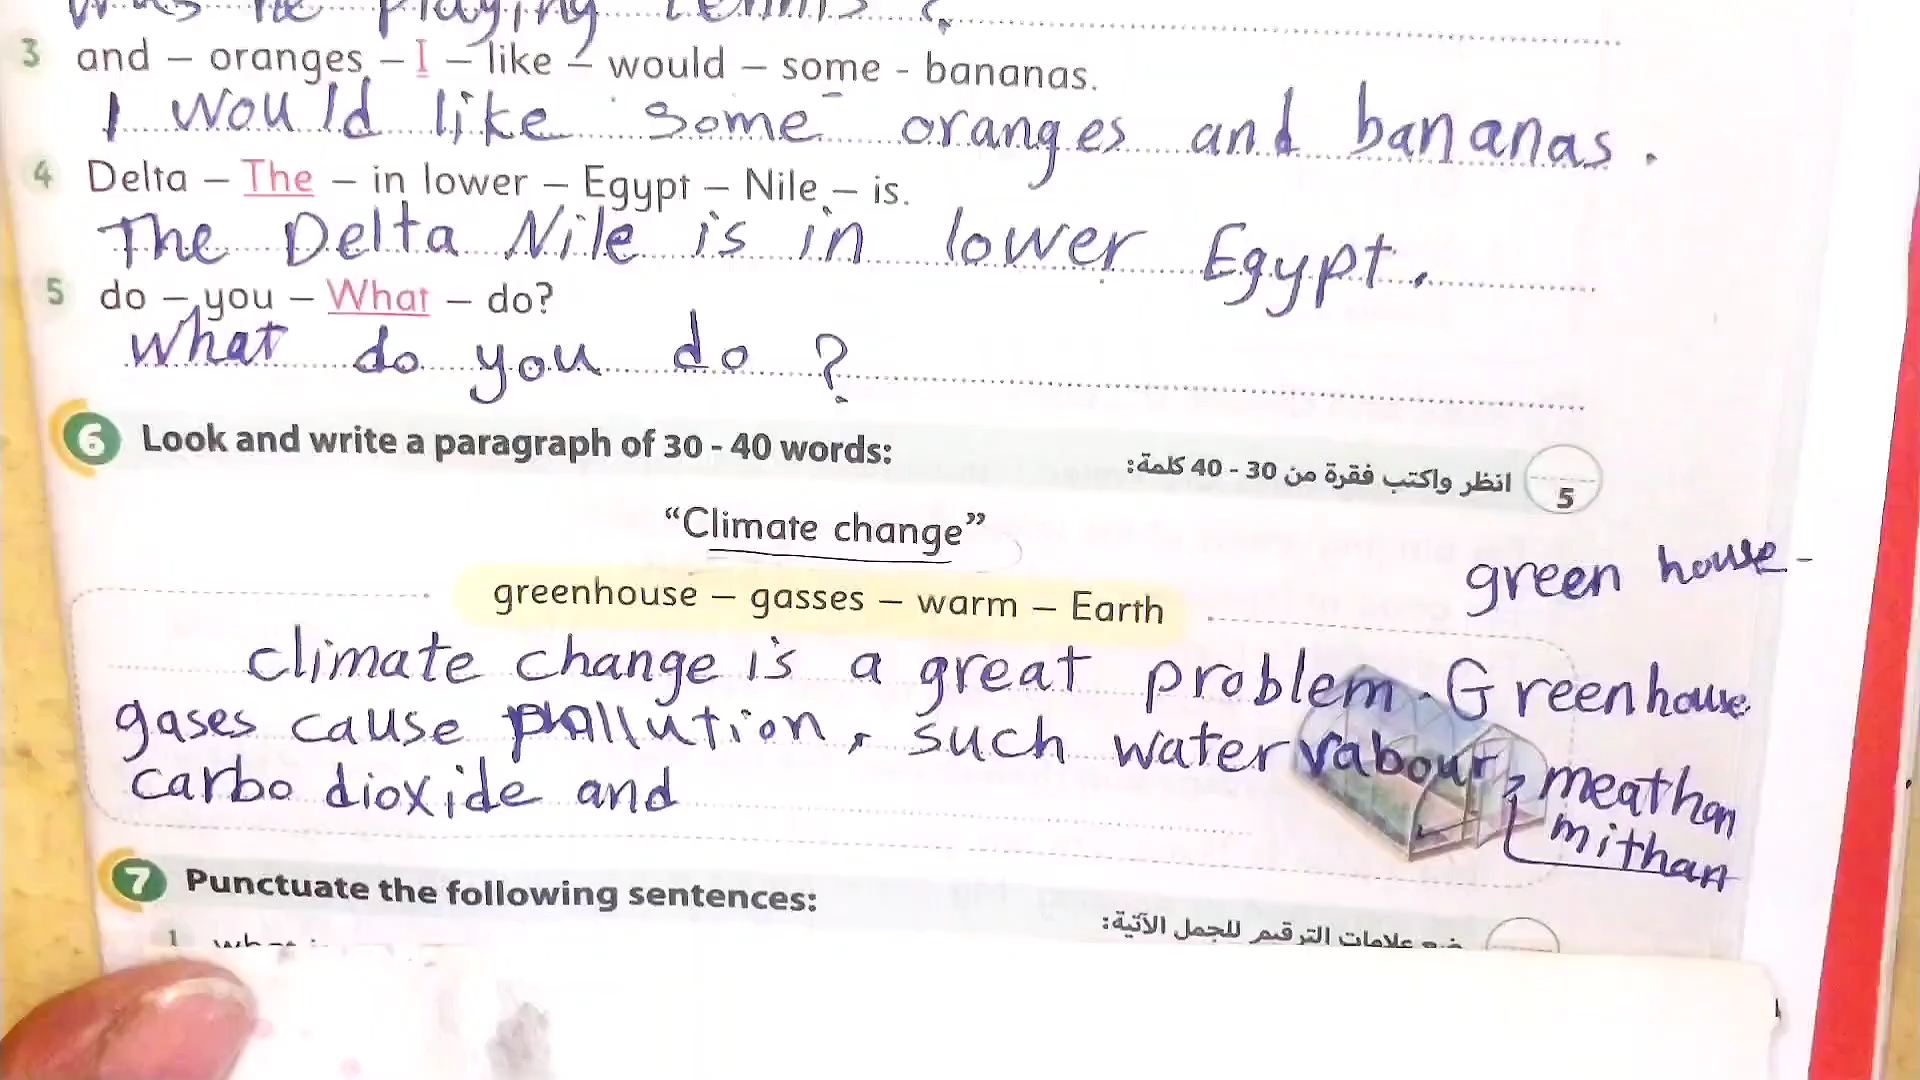 playing tennis ?
3 and – oranges – I – like – would – some - bananas.
I would like some oranges and bananas.
4 Delta – The – in lower – Egypt – Nile – is.
The Delta Nile is in lower Egypt.
5 do – you – What – do?
What do you do ?
6 Look and write a paragraph of 30 - 40 words:
انظر واكتب فقرة من 30 - 40 كلمة:
5
“Climate change”
green house -
greenhouse – gasses – warm – Earth
climate change is a great problem. Greenhouse
gases cause pollution, such water vabour, meathan
mithan
carbo dioxide and
7 Punctuate the following sentences:
ضع علامات الترقيم للجمل الآتية:
1